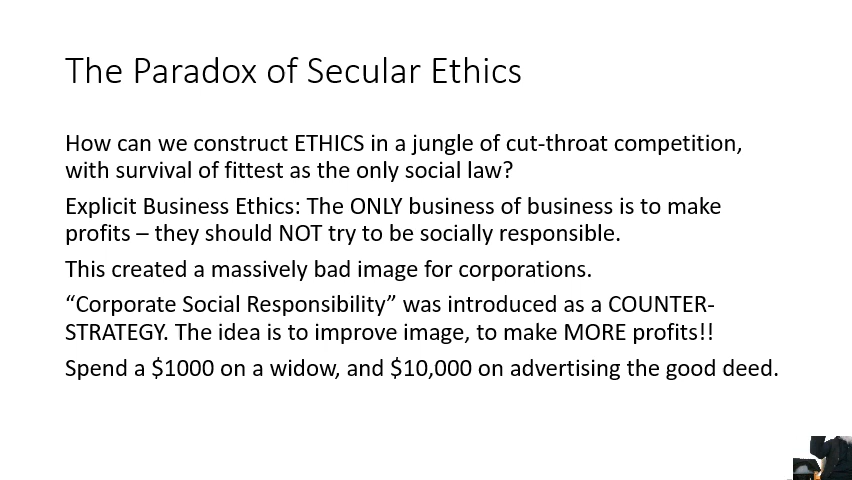 The Paradox of Secular Ethics
How can we construct ETHICS in a jungle of cut-throat competition,
with survival of fittest as the only social law?
Explicit Business Ethics: The ONLY business of business is to make
profits – they should NOT try to be socially responsible.
This created a massively bad image for corporations.
“Corporate Social Responsibility” was introduced as a COUNTER-
STRATEGY. The idea is to improve image, to make MORE profits!!
Spend a $1000 on a widow, and $10,000 on advertising the good deed.